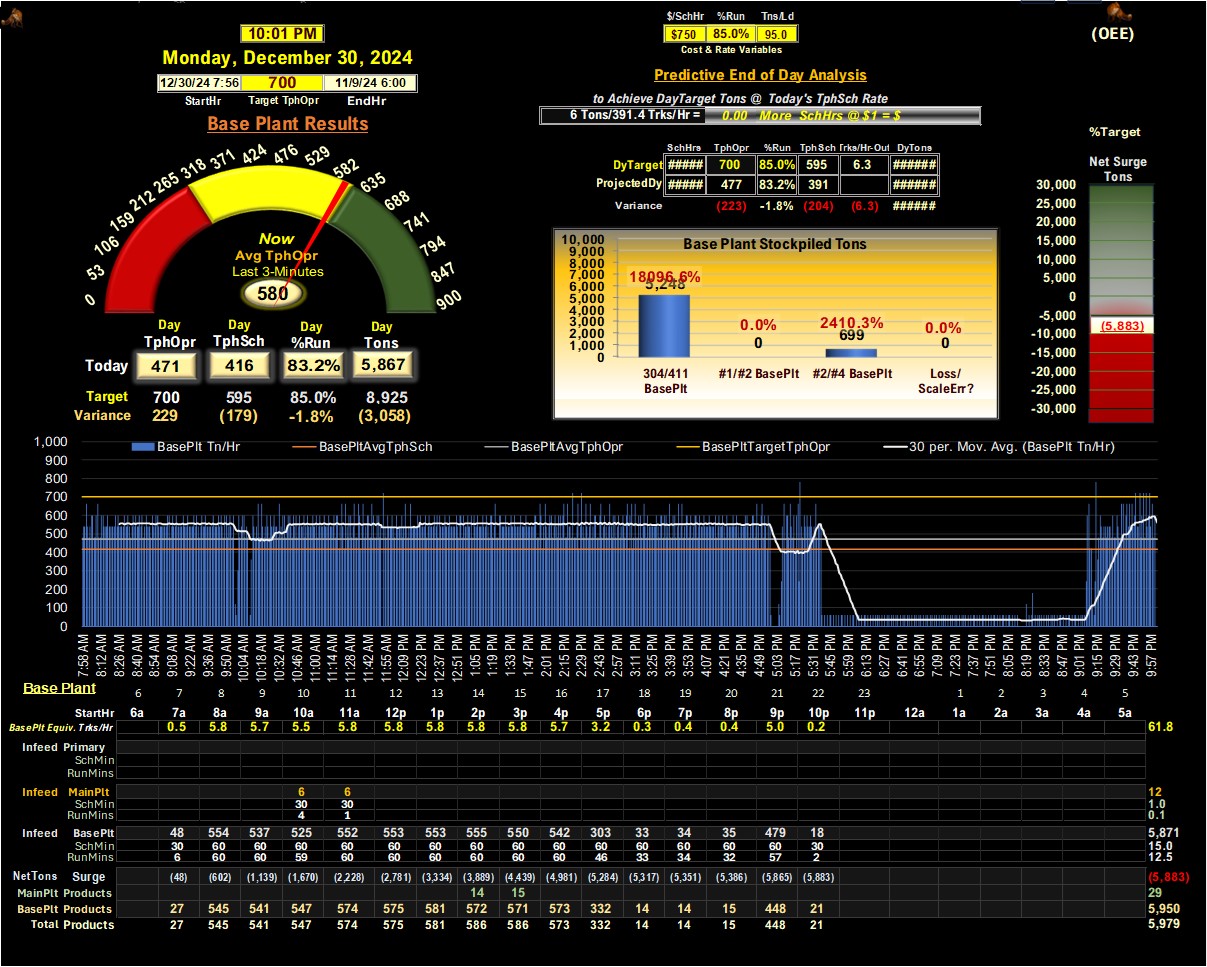 10:01 PM
Monday, December 30, 2024
12/30/24 7:56 700 11/9/24 6:00
StartHr Target TphOpr EndHr
Base Plant Results
$/SchHr %Run Tns/Ld
$750 85.0% 95.0
Cost & Rate Variables
(OEE)
Predictive End of Day Analysis
to Achieve DayTarget Tons @ Today's TphSch Rate
6 Tons/391.4 Trks/Hr = 0.00 More SchHrs @ $1 = $
SchHrs TphOpr %Run TphSch Trks/Hr-Out DyTons
DyTarget ##### 700 85.0% 595 6.3 ######
ProjectedDy ##### 477 83.2% 391 ######
Variance (223) -1.8% (204) (6.3) ######
%Target
Net Surge
Tons
30,000
25,000
20,000
15,000
10,000
5,000
0
-5,000
(5,883)
-10,000
-15,000
-20,000
-25,000
-30,000
0 53 106 159 212 265 318 371 424 476 529 582 635 688 741 794 847 900
Now
Avg TphOpr
Last 3-Minutes
580
Day Day Day Day
TphOpr TphSch %Run Tons
Today 471 416 83.2% 5,867
Target 700 595 85.0% 8,925
Variance 229 (179) -1.8% (3,058)
Base Plant Stockpiled Tons
10,000
9,000
8,000
7,000
6,000
5,000
4,000
3,000
2,000
1,000
0
18096.6% 0.0% 2410.3% 0.0%
5,248 0 699 0
304/411 #1/#2 BasePlt #2/#4 BasePlt Loss/
BasePlt ScaleErr?
BasePlt Tn/Hr BasePltAvgTphSch BasePltAvgTphOpr BasePltTargetTphOpr 30 per. Mov. Avg. (BasePlt Tn/Hr)
1,000
900
800
700
600
500
400
300
200
100
0
7:58 AM 8:12 AM 8:26 AM 8:40 AM 8:54 AM 9:08 AM 9:22 AM 9:36 AM 9:50 AM 10:04 AM 10:18 AM 10:32 AM 10:46 AM 11:00 AM 11:14 AM 11:28 AM 11:42 AM 11:55 AM 12:09 PM 12:23 PM 12:37 PM 12:51 PM 1:05 PM 1:19 PM 1:33 PM 1:47 PM 2:01 PM 2:15 PM 2:29 PM 2:43 PM 2:57 PM 3:11 PM 3:25 PM 3:39 PM 3:53 PM 4:07 PM 4:21 PM 4:35 PM 4:49 PM 5:03 PM 5:17 PM 5:31 PM 5:45 PM 5:59 PM 6:13 PM 6:27 PM 6:41 PM 6:55 PM 7:09 PM 7:23 PM 7:37 PM 7:51 PM 8:05 PM 8:19 PM 8:33 PM 8:47 PM 9:01 PM 9:15 PM 9:29 PM 9:43 PM 9:57 PM
Base Plant 6 7 8 9 10 11 12 13 14 15 16 17 18 19 20 21 22 23 1 2 3 4 5
StartHr 6a 7a 8a 9a 10a 11a 12p 1p 2p 3p 4p 5p 6p 7p 8p 9p 10p 11p 12a 1a 2a 3a 4a 5a
BasePlt Equiv. Trks/Hr 0.5 5.8 5.7 5.5 5.8 5.8 5.8 5.8 5.8 5.7 3.2 0.3 0.4 0.4 5.0 0.2 61.8
Infeed Primary
SchMin
RunMins
Infeed MainPlt 6 6 12
SchMin 30 30 1.0
RunMins 4 1 0.1
Infeed BasePlt 48 554 537 525 552 553 553 555 550 542 303 33 34 35 479 18 5,871
SchMin 30 60 60 60 60 60 60 60 60 60 60 60 60 60 60 30 15.0
RunMins 6 60 60 59 60 60 60 60 60 60 46 33 34 32 57 2 12.5
NetTons Surge (48) (602) (1,139) (1,670) (2,228) (2,781) (3,334) (3,889) (4,439) (4,981) (5,284) (5,317) (5,351) (5,386) (5,865) (5,883) (5,883)
MainPlt Products 14 15 29
BasePlt Products 27 545 541 547 574 575 581 572 571 573 332 14 14 15 448 21 5,950
Total Products 27 545 541 547 574 575 581 586 586 573 332 14 14 15 448 21 5,979